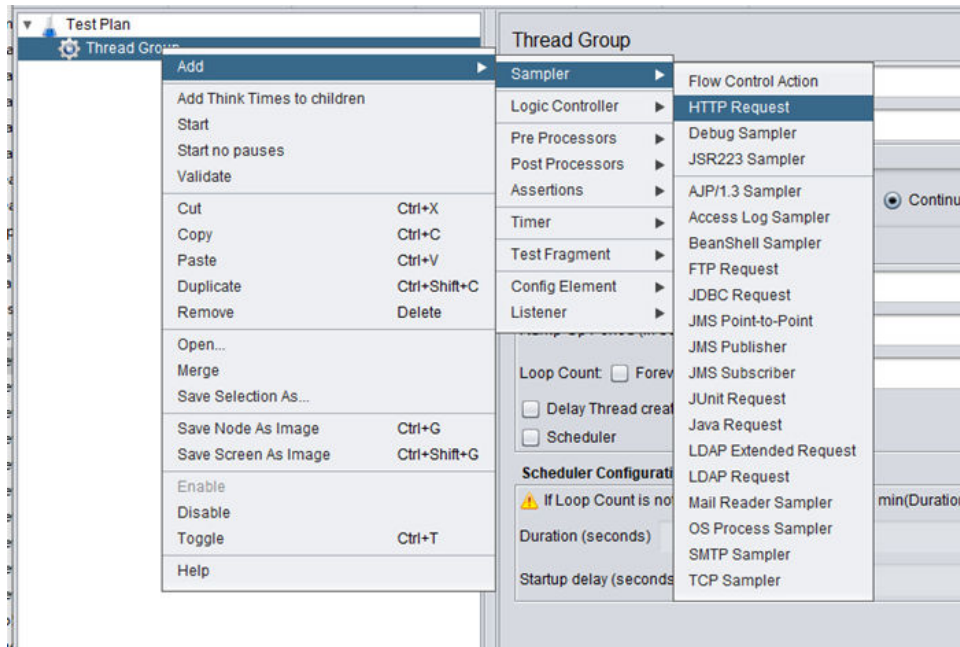 Test Plan
Thread Group
Add
Add Think Times to children
Start
Start no pauses
Validate
Cut Ctrl+X
Copy Ctrl+C
Paste Ctrl+V
Duplicate Ctrl+Shift+C
Remove Delete
Open...
Merge
Save Selection As...
Save Node As Image Ctrl+G
Save Screen As Image Ctrl+Shift+G
Enable
Disable
Toggle Ctrl+T
Help
Thread Group
Sampler
Logic Controller
Pre Processors
Post Processors
Assertions
Timer
Test Fragment
Config Element
Listener
Flow Control Action
HTTP Request
Debug Sampler
JSR223 Sampler
AJP/1.3 Sampler
Access Log Sampler
BeanShell Sampler
FTP Request
JDBC Request
JMS Point-to-Point
JMS Publisher
JMS Subscriber
JUnit Request
Java Request
LDAP Extended Request
LDAP Request
Mail Reader Sampler
OS Process Sampler
SMTP Sampler
TCP Sampler
Continu
Loop Count: Forev
Delay Thread creat
Scheduler
Scheduler Configurati
If Loop Count is no min(Duration
Duration (seconds)
Startup delay (seconds